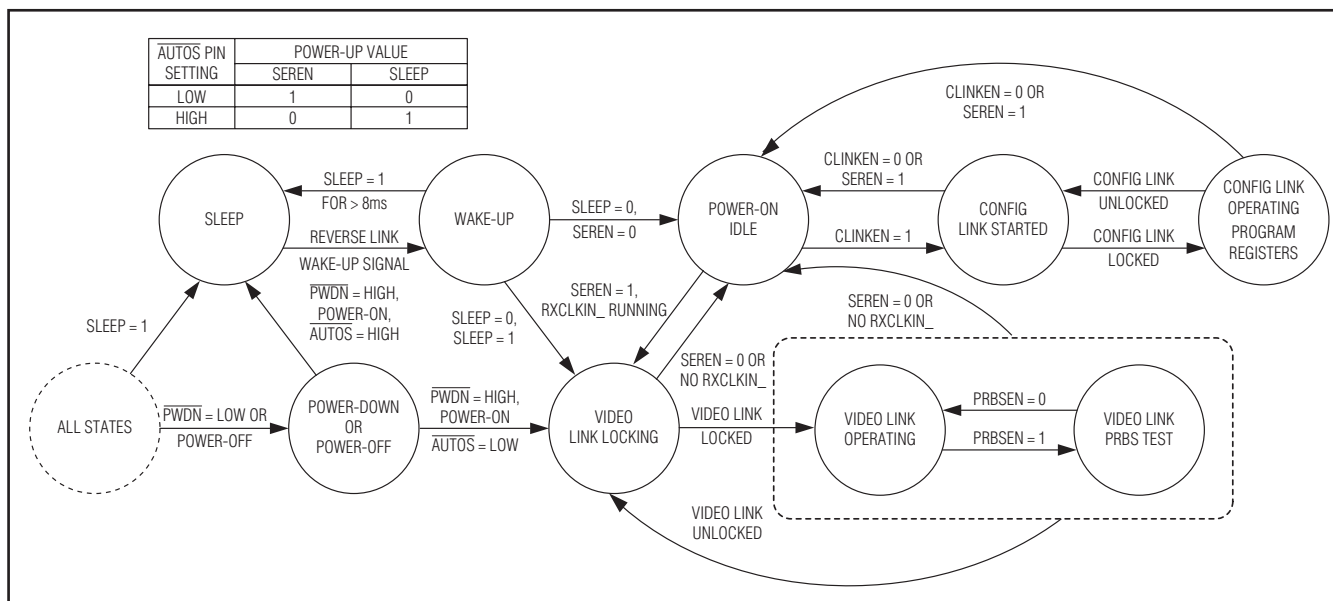 AUTOS PIN SETTING
POWER-UP VALUE
SEREN SLEEP
LOW 1 0
HIGH 0 1
CLINKEN = 0 OR
SEREN = 1
SLEEP = 1
FOR > 8ms
SLEEP
WAKE-UP
REVERSE LINK
WAKE-UP SIGNAL
SLEEP = 0,
SEREN = 0
POWER-ON
IDLE
CLINKEN = 0 OR
SEREN = 1
CLINKEN = 1
CONFIG
LINK STARTED
CONFIG LINK
UNLOCKED
CONFIG LINK
LOCKED
CONFIG LINK
OPERATING
PROGRAM
REGISTERS
SLEEP = 1
PWDN = HIGH,
POWER-ON,
AUTOS = HIGH
SLEEP = 0,
SLEEP = 1
SEREN = 1,
RXCLKIN_ RUNNING
SEREN = 0 OR
NO RXCLKIN_
SEREN = 0 OR
NO RXCLKIN_
ALL STATES
PWDN = LOW OR
POWER-OFF
POWER-DOWN
OR
POWER-OFF
PWDN = HIGH,
POWER-ON
AUTOS = LOW
VIDEO
LINK LOCKING
VIDEO LINK
LOCKED
VIDEO LINK
OPERATING
PRBSEN = 0
PRBSEN = 1
VIDEO LINK
PRBS TEST
VIDEO LINK
UNLOCKED